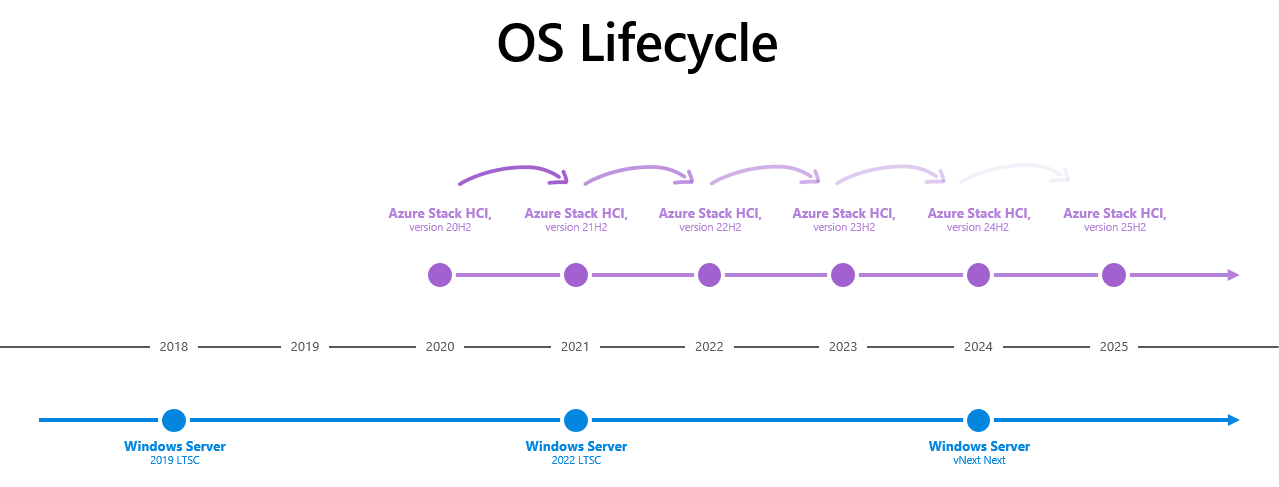 OS Lifecycle
Azure Stack HCI,
version 20H2
Azure Stack HCI,
version 21H2
Azure Stack HCI,
version 22H2
Azure Stack HCI,
version 23H2
Azure Stack HCI,
version 24H2
Azure Stack HCI,
version 25H2
2018
2019
2020
2021
2022
2023
2024
2025
Windows Server
2019 LTSC
Windows Server
2022 LTSC
Windows Server
vNext Next